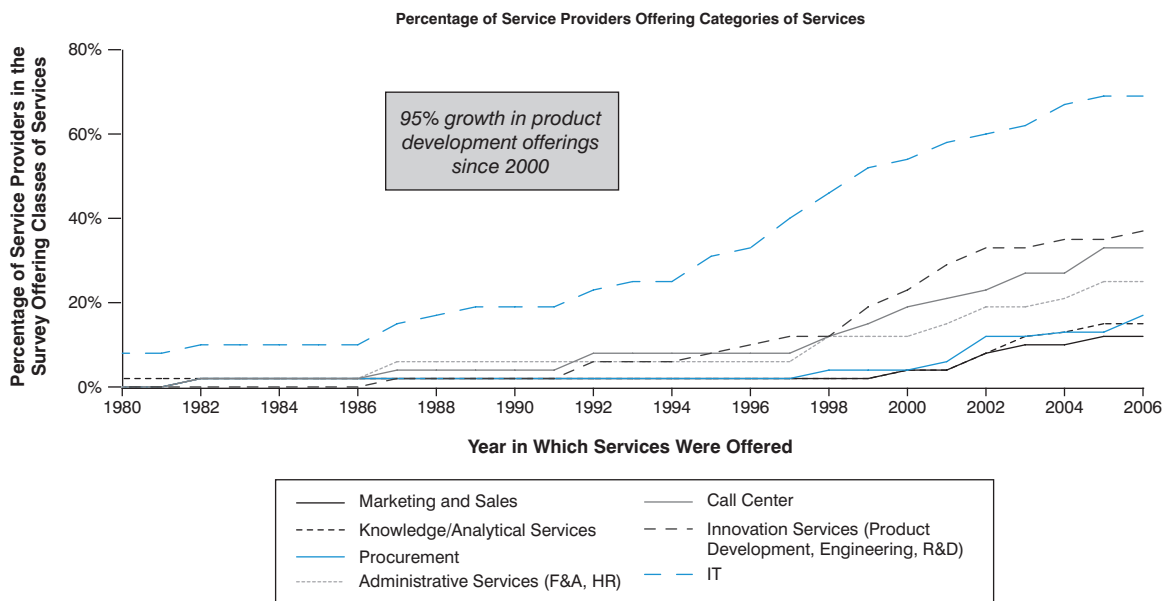 Percentage of Service Providers Offering Categories of Services
Percentage of Service Providers in the
Survey Offering Classes of Services
80%
60%
40%
20%
0%
95% growth in product
development offerings
since 2000
1980 1982 1984 1986 1988 1990 1992 1994 1996 1998 2000 2002 2004 2006
Year in Which Services Were Offered
Marketing and Sales
Knowledge/Analytical Services
Procurement
Administrative Services (F&A, HR)
Call Center
Innovation Services (Product
Development, Engineering, R&D)
IT